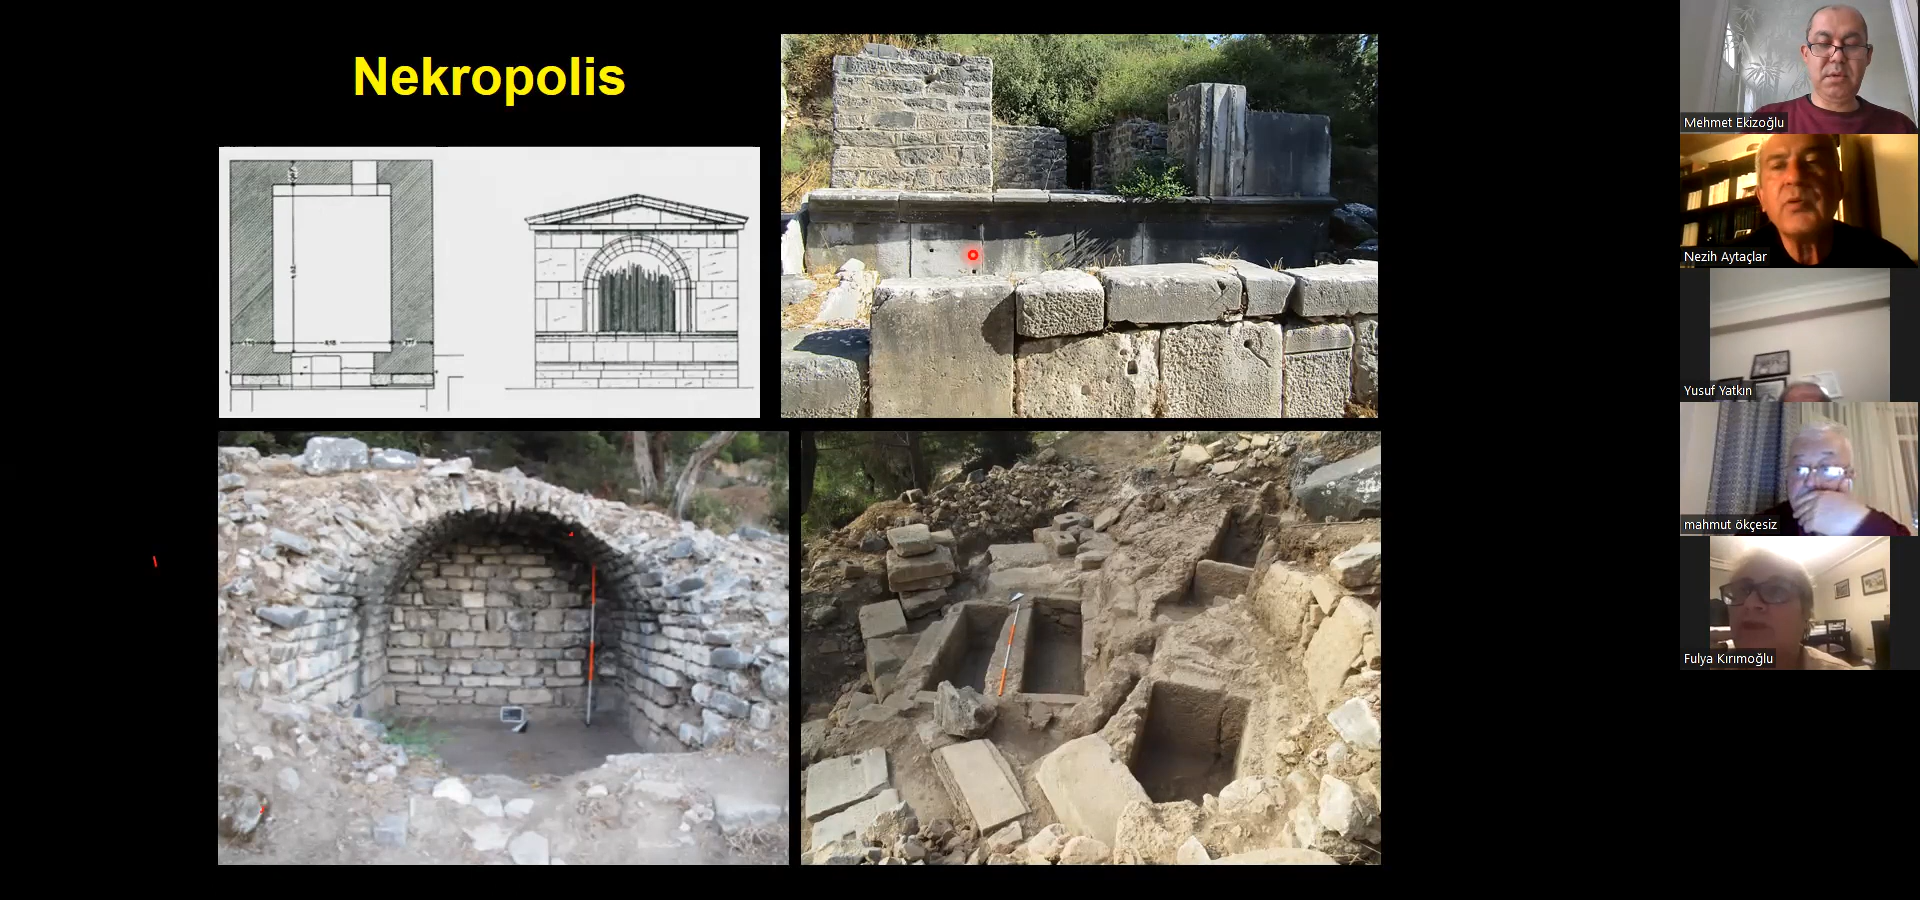 Nekropolis
Mehmet Ekizoğlu
Nezih Aytaçlar
Yusuf Yatkın
mahmut ökçesiz
Fulya Kırımoğlu